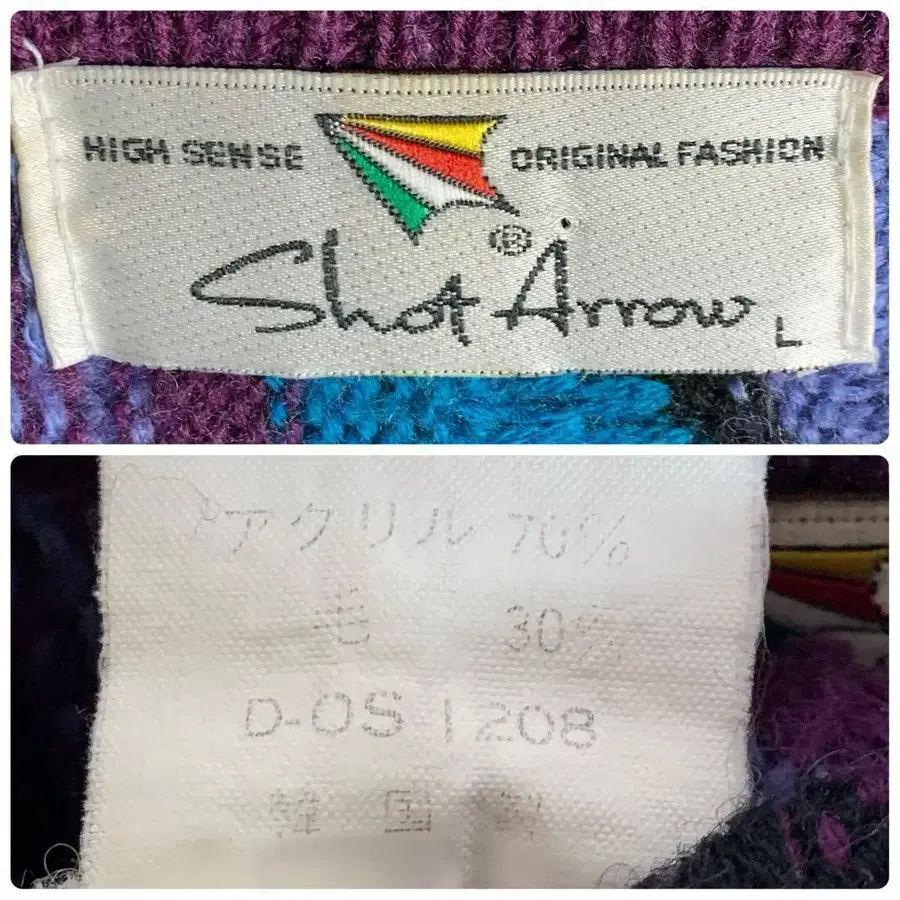 HIGH SENSE ORIGINAL FASHION
®
Shot Arrow L
アクリル 70%
毛 30%
D-OS 1208
韓国製